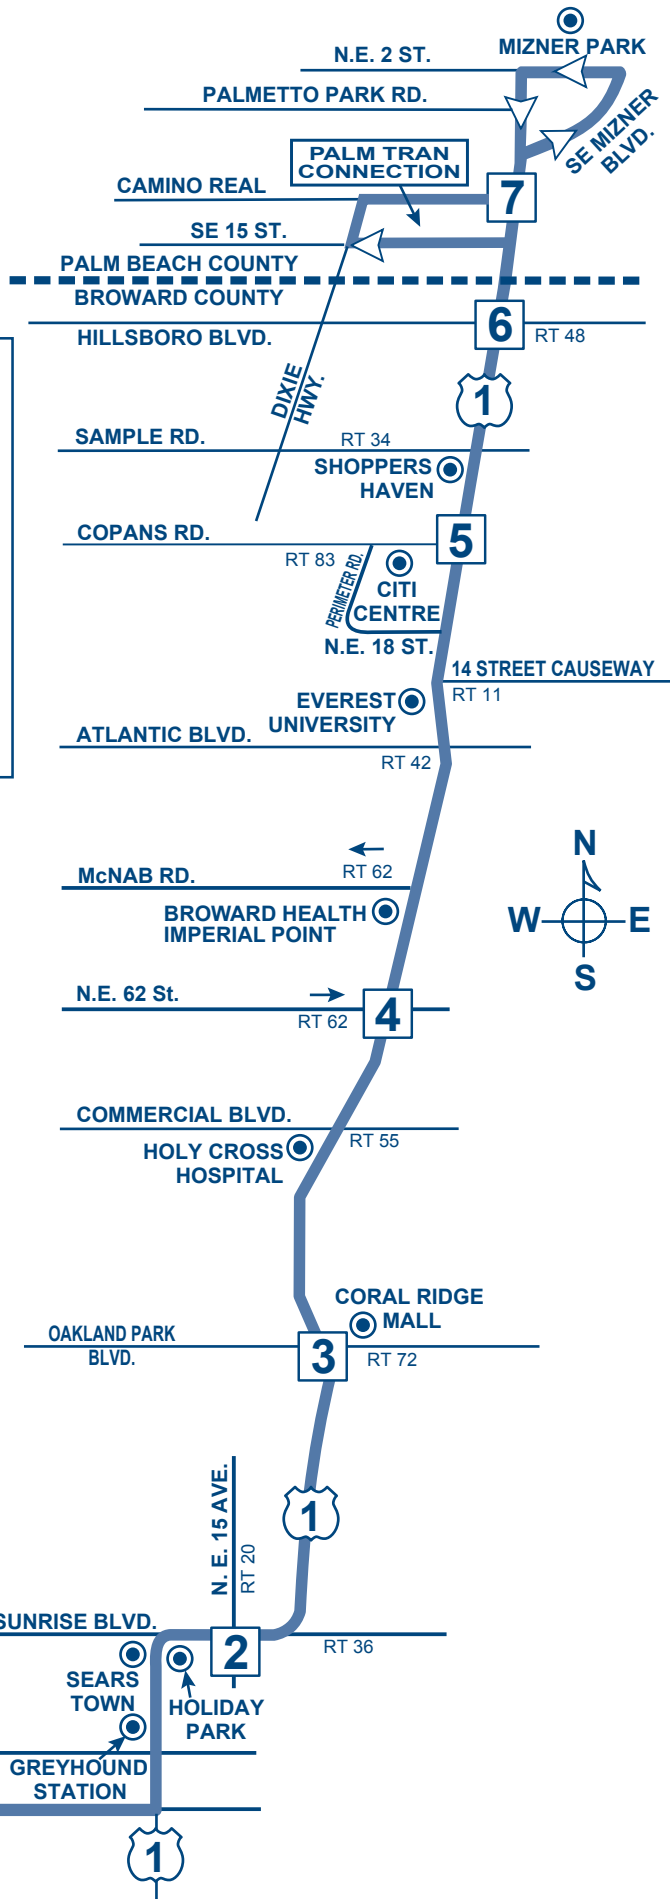 MIZNER PARK
N.E. 2 ST.
PALMETTO PARK RD.
SE MIZNER
BLVD.
PALM TRAN
CONNECTION
CAMINO REAL
7
SE 15 ST.
PALM BEACH COUNTY
BROWARD COUNTY
6
HILLSBORO BLVD.
RT 48
DIXIE
HWY.
1
SAMPLE RD.
RT 34
SHOPPERS
HAVEN
COPANS RD.
5
RT 83
PERIMETER RD.
CITI
CENTRE
N.E. 18 ST.
14 STREET CAUSEWAY
RT 11
EVEREST
UNIVERSITY
ATLANTIC BLVD.
RT 42
N
W E
S
McNAB RD.
RT 62
BROWARD HEALTH
IMPERIAL POINT
N.E. 62 St.
RT 62
4
COMMERCIAL BLVD.
RT 55
HOLY CROSS
HOSPITAL
CORAL RIDGE
MALL
OAKLAND PARK
BLVD.
3
RT 72
N. E. 15 AVE.
RT 20
1
SUNRISE BLVD.
2
RT 36
SEARS
TOWN
HOLIDAY
PARK
GREYHOUND
STATION
1